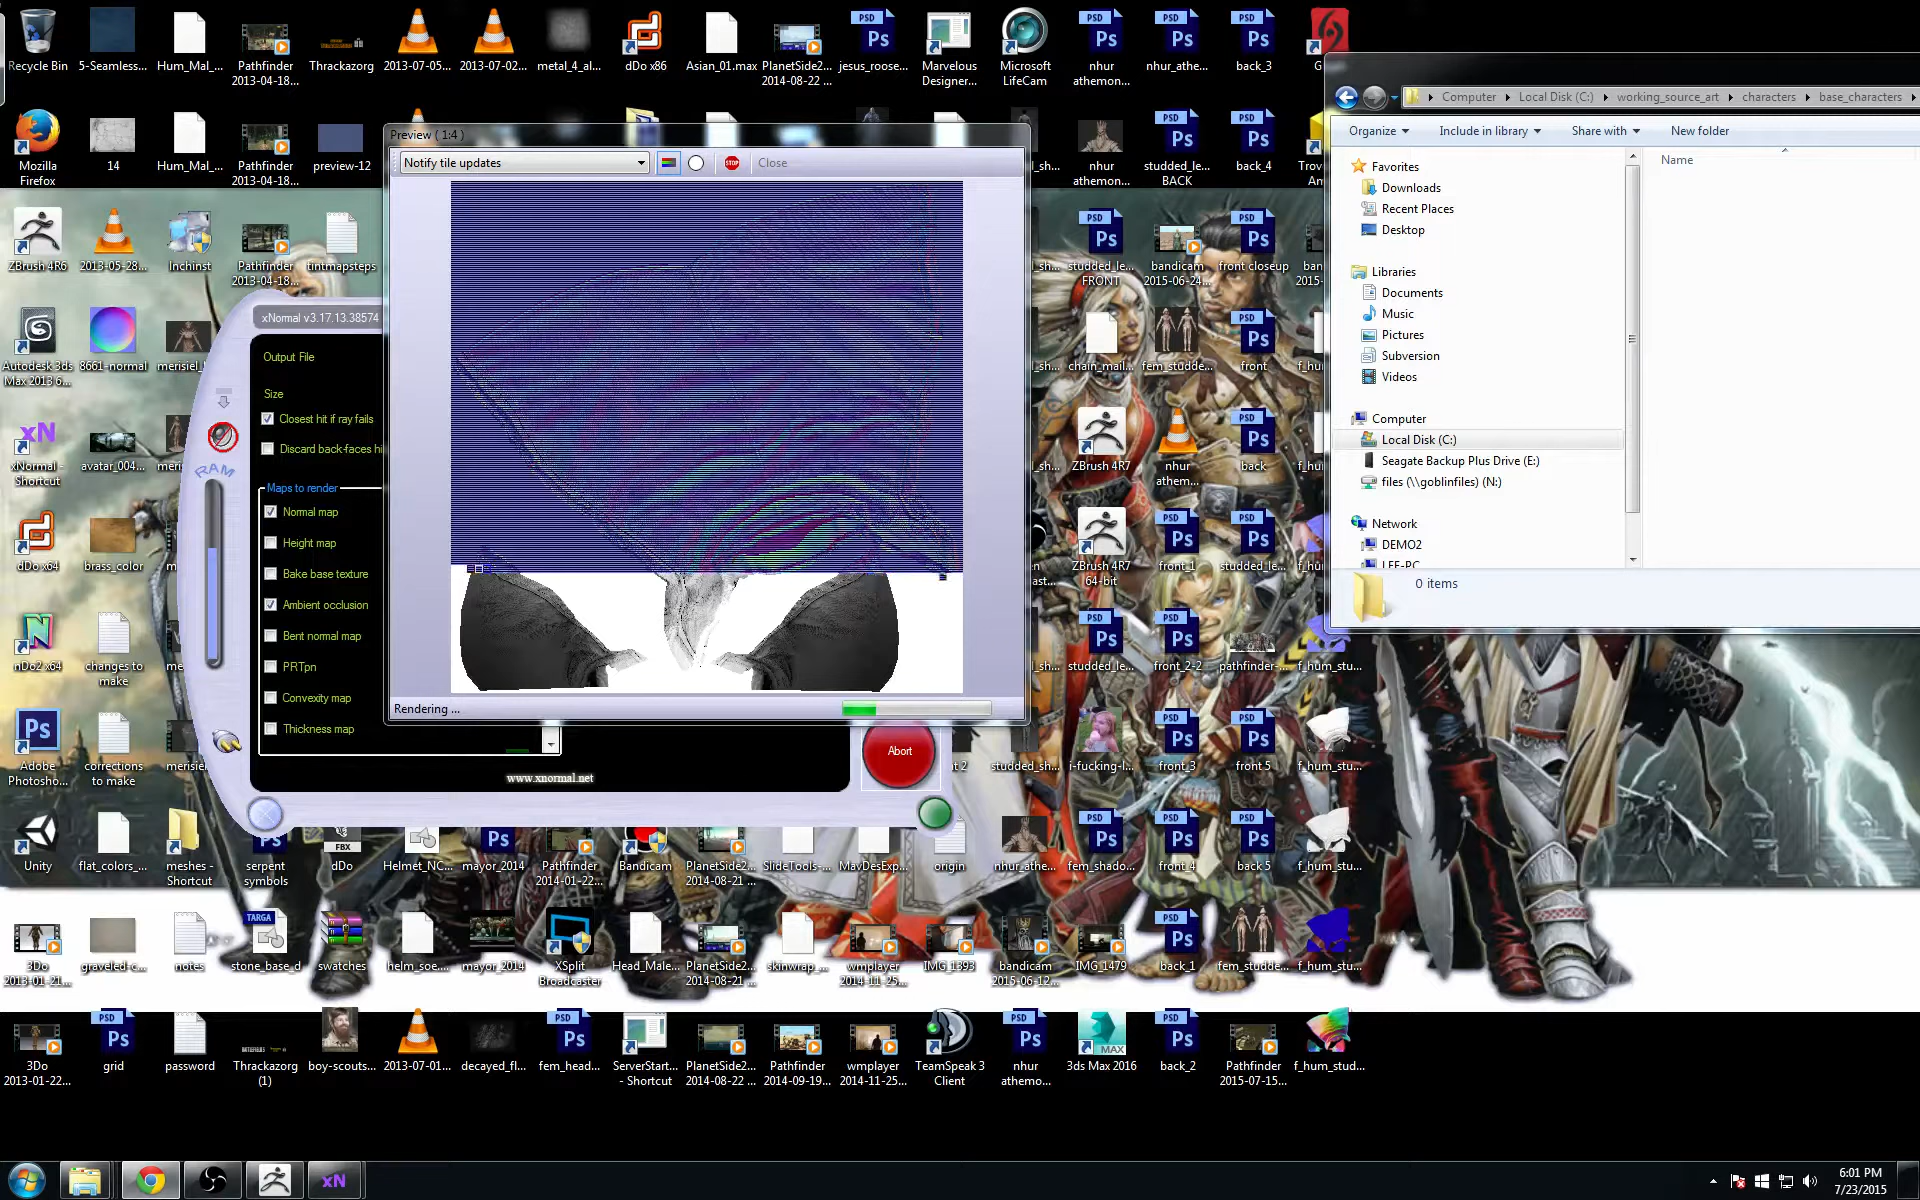 Recycle Bin
5-Seamless...
Hum_Mal_...
Pathfinder
2013-04-18...
Thrackazorg
2013-07-05...
2013-07-02...
metal_4_al...
dDo x86
Asian_01.max
PlanetSide2...
2014-08-22 ...
jesus_roose...
Marvelous
Designer...
Microsoft
LifeCam
nhur
athemon...
nhur_athe...
back_3
Mozilla
Firefox
14
Hum_Mal_...
Pathfinder
2013-04-18...
preview-12
nhur
athemon...
studded_le...
BACK
back_4
ZBrush 4R6
2013-05-28...
Inchinst
Pathfinder
2013-04-18...
tintmapsteps
studded_le...
FRONT
bandicam
2015-06-24...
front closeup
Autodesk 3ds
Max 2013 6...
8661-normal
chain_mail...
fem_studde...
front
xNormal -
Shortcut
avatar_004...
ZBrush 4R7
nhur
athem...
back
dDo x64
brass_color
ZBrush 4R7
64-bit
front_1
studded_le...
nDo2 x64
changes to
make
studded_le...
front_2-2
pathfinder-...
f_hum_stu...
Adobe
Photosho...
corrections
to make
i-fucking-l...
front_3
front 5
f_hum_stu...
Unity
flat_colors_...
meshes -
Shortcut
serpent
symbols
dDo
Helmet_NC...
mayor_2014
Pathfinder
2014-01-22...
Bandicam
PlanetSide2...
2014-08-21 ...
SlideTools-...
MavDesExp...
origin
nhur_athe...
fem_shado...
front_4
back 5
f_hum_stu...
3Do
2013-01-21...
graveled-c...
notes
stone_base_d
swatches
helm_soe...
mayor_2014
XSplit
Broadcaster
Head_Male...
PlanetSide2...
2014-08-21 ...
skinwrap_...
wmplayer
2014-11-25...
IMG_1393
bandicam
2015-06-12...
IMG_1479
back_1
fem_studde...
f_hum_stu...
3Do
2013-01-22...
grid
password
Thrackazorg
(1)
boy-scouts...
2013-07-01...
decayed_fl...
fem_head...
ServerStart...
- Shortcut
PlanetSide2...
2014-08-22 ...
Pathfinder
2014-09-19...
wmplayer
2014-11-25...
TeamSpeak 3
Client
nhur
athemo...
3ds Max 2016
back_2
Pathfinder
2015-07-15...
f_hum_stud...
Preview ( 1:4 )
Notify tile updates
STOP
Close
Rendering ...
xNormal v3.17.13.38574
Output File
Size
Closest hit if ray fails
Discard back-faces hi
RAM
Maps to render
Normal map
Height map
Bake base texture
Ambient occlusion
Bent normal map
PRTpn
Convexity map
Thickness map
www.xnormal.net
Abort
Computer
Local Disk (C:)
working_source_art
characters
base_characters
Organize
Include in library
Share with
New folder
Name
Favorites
Downloads
Recent Places
Desktop
Libraries
Documents
Music
Pictures
Subversion
Videos
Computer
Local Disk (C:)
Seagate Backup Plus Drive (E:)
files (\\goblinfiles) (N:)
Network
DEMO2
LEE-PC
0 items
6:01 PM
7/23/2015